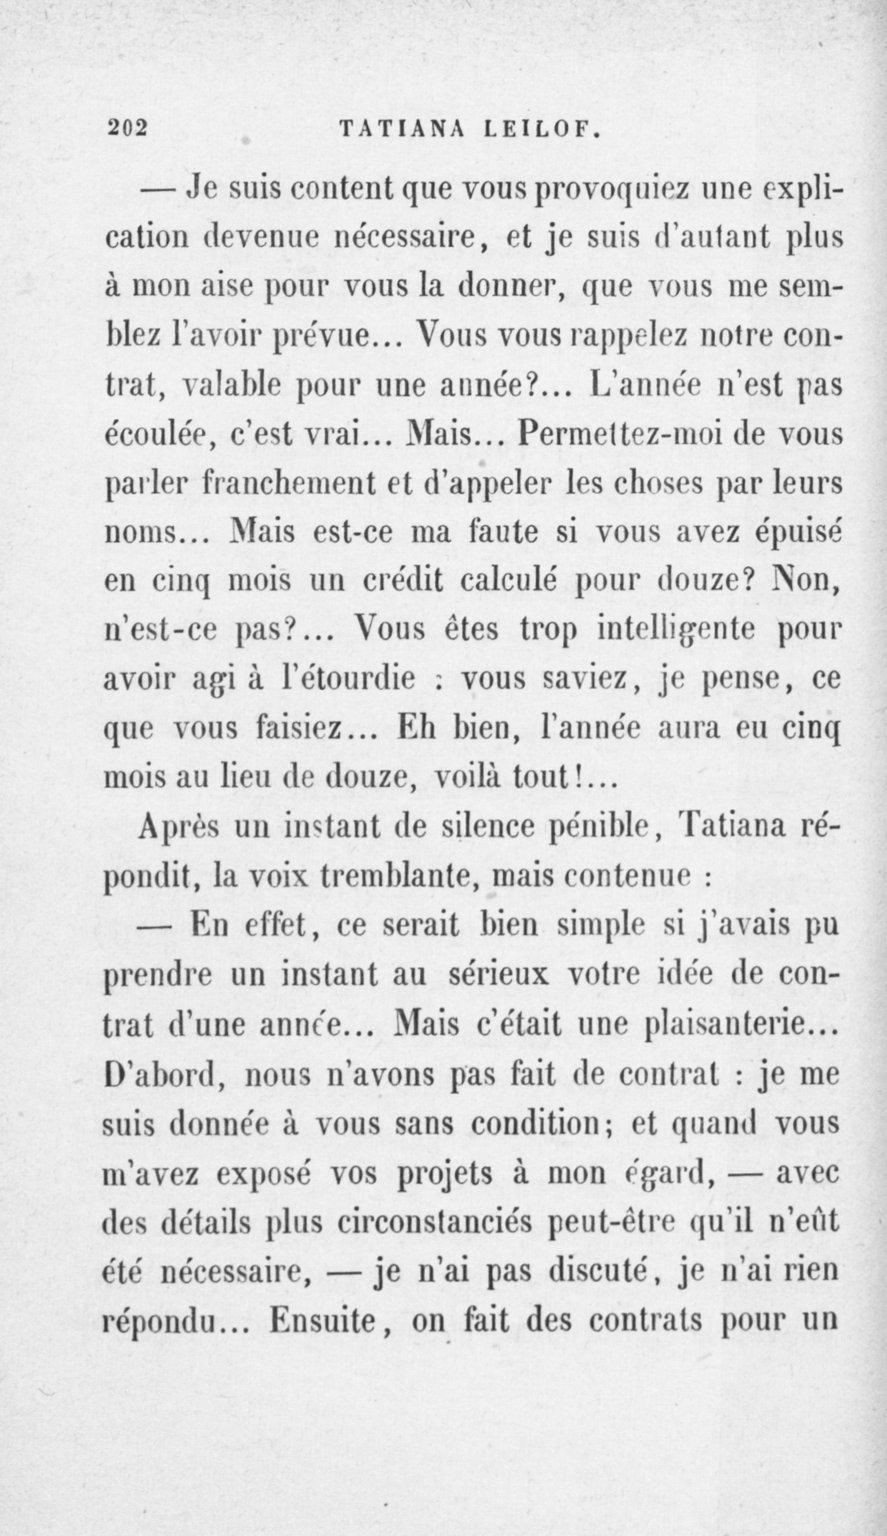 202 TATIANA LEILOF.
— Je suis content que vous provoquiez une expli-
cation devenue nécessaire, et je suis d'autant plus
à mon aise pour vous la donner, que vous me sem-
blez l'avoir prévue... Vous vous rappelez notre con-
trat, valable pour une année?... L'année n'est pas
écoulée, c'est vrai... Mais... Permettez-moi de vous
parler franchement et d'appeler les choses par leurs
noms... Mais est-ce ma faute si vous avez épuisé
en cinq mois un crédit calculé pour douze? Non,
n'est-ce pas?... Vous êtes trop intelligente pour
avoir agi à l'étourdie : vous saviez, je pense, ce
que vous faisiez... Eh bien, l'année aura eu cinq
mois au lieu de douze, voilà tout!...
Après un instant de silence pénible, Tatiana ré-
pondit, la voix tremblante, mais contenue :
— En effet, ce serait bien simple si j'avais pu
prendre un instant au sérieux votre idée de con-
trat d'une année... Mais c'était une plaisanterie...
D'abord, nous n'avons pas fait de contrat : je me
suis donnée à vous sans condition; et quand vous
m'avez exposé vos projets à mon égard, — avec
des détails plus circonstanciés peut-être qu'il n'eût
été nécessaire, — je n'ai pas discuté, je n'ai rien
répondu... Ensuite, on fait des contrats pour un